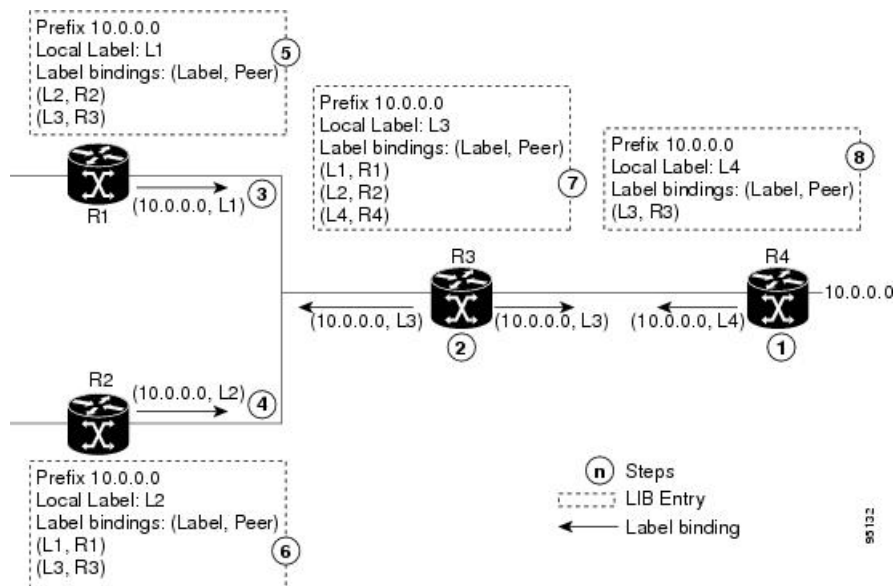 Prefix 10.0.0.0
Local Label: L1
Label bindings: (Label, Peer)
(L2, R2)
(L3, R3)
5
R1
(10.0.0.0, L1)
3
Prefix 10.0.0.0
Local Label: L3
Label bindings: (Label, Peer)
(L1, R1)
(L2, R2)
(L4, R4)
7
Prefix 10.0.0.0
Local Label: L4
Label bindings: (Label, Peer)
(L3, R3)
8
R3
(10.0.0.0, L3)
(10.0.0.0, L3)
2
R4
10.0.0.0
(10.0.0.0, L4)
1
R2
(10.0.0.0, L2)
4
Prefix 10.0.0.0
Local Label: L2
Label bindings: (Label, Peer)
(L1, R1)
(L3, R3)
6
n Steps
LIB Entry
Label binding
95132